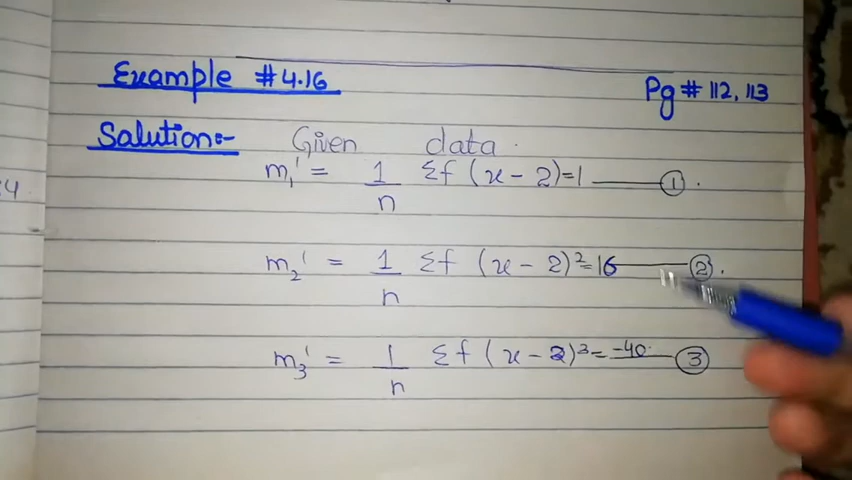 Example #4.16
Pg # 112, 113
Solution:-
Given data.
m₁' = 1/n Σf (x - 2)=1 ——— ①.
m₂' = 1/n Σf (x - 2)²=16 ——— ②.
m₃' = 1/n Σf (x - 2)³=-40. ——— ③